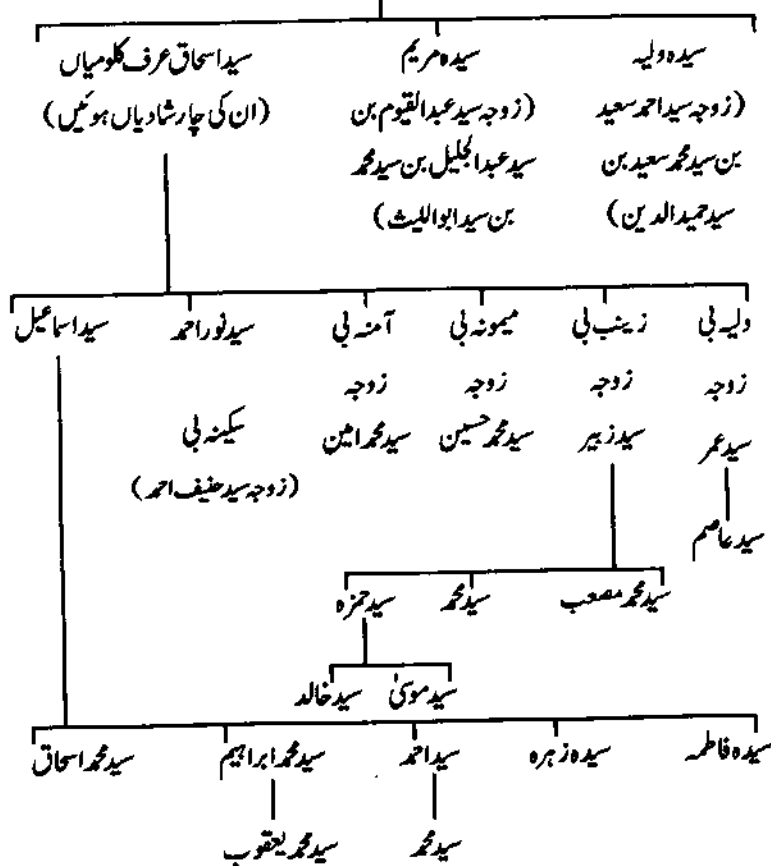 سیدہ ولیہ سیدہ مریم سید اسحاق عرف کلو میاں
(زوجہ سید احمد سعید (زوجہ سید عبدالقیوم بن (ان کی چار شادیاں ہوئیں)
بن سید محمد سعید بن سید عبدالجلیل بن سید محمد
سید حمید الدین) بن سید ابو اللیث)
ولیہ بی زینب بی میمونہ بی آمنہ بی سید نور احمد سید اسماعیل
زوجہ زوجہ زوجہ زوجہ
سید عمر سید زبیر سید محمد حسین سید محمد امین سکینہ بی
(زوجہ سید حنیف احمد)
سید عاصم
سید محمد مصعب سید محمد سید حمزہ
سید موسیٰ سید خالد
سیدہ فاطمہ سیدہ زہرہ سید احمد سید محمد ابراہیم سید محمد اسحاق
سید محمد سید محمد یعقوب